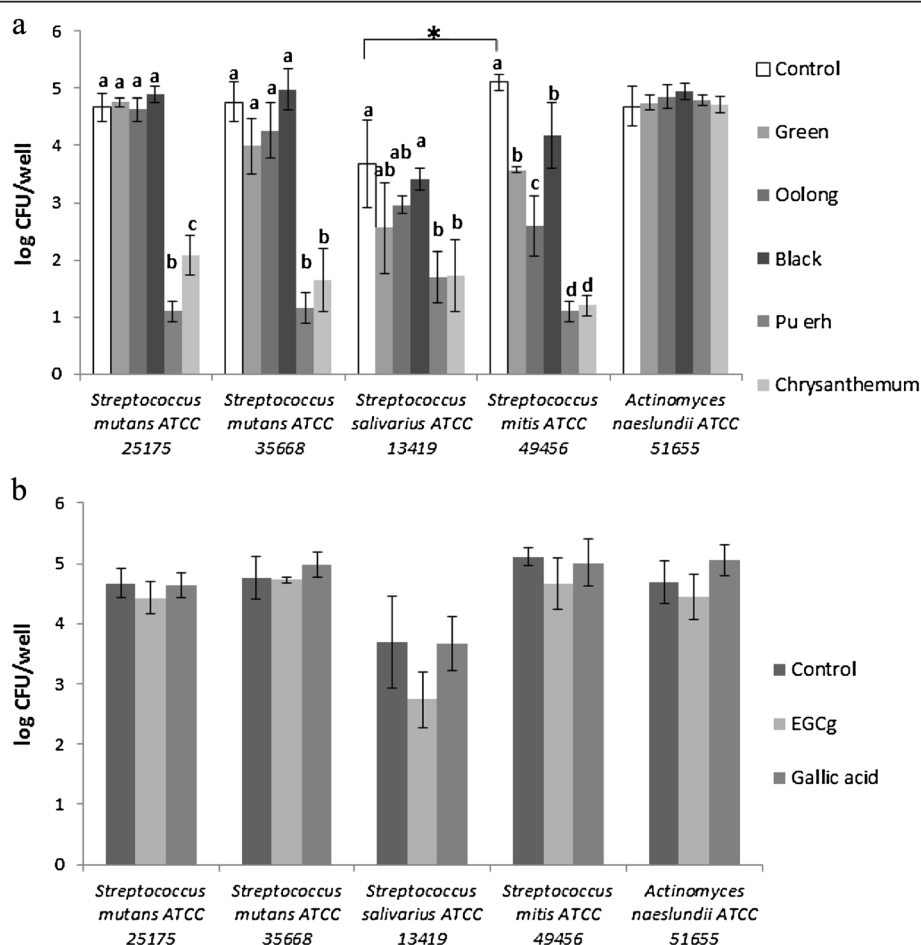 a
6
5
4
3
2
1
0
log CFU/well
*
a a a a b c
a a a a b b
a ab ab a b b
a b c b d d
Streptococcus mutans ATCC 25175
Streptococcus mutans ATCC 35668
Streptococcus salivarius ATCC 13419
Streptococcus mitis ATCC 49456
Actinomyces naeslundii ATCC 51655
Control
Green
Oolong
Black
Pu erh
Chrysanthemum
b
6
5
4
3
2
1
0
log CFU/well
Streptococcus mutans ATCC 25175
Streptococcus mutans ATCC 35668
Streptococcus salivarius ATCC 13419
Streptococcus mitis ATCC 49456
Actinomyces naeslundii ATCC 51655
Control
EGCg
Gallic acid